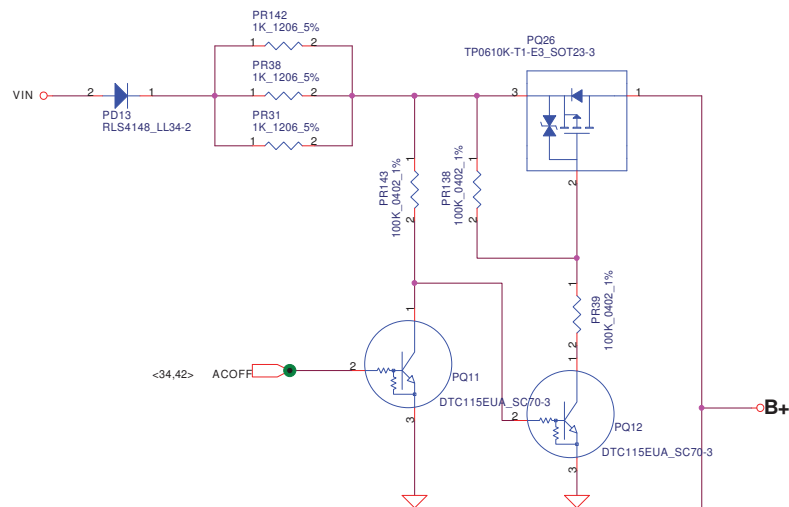 PR142
1K_1206_5%
1 2
PR38
1K_1206_5%
1 2
PR31
1K_1206_5%
1 2
VIN
2 1
PD13
RLS4148_LL34-2
PQ26
TP0610K-T1-E3_SOT23-3
3 1
2
1
PR143
100K_0402_1%
2
1
PR138
100K_0402_1%
2
1
PR39
100K_0402_1%
2
<34,42> ACOFF
1
2
3
PQ11
DTC115EUA_SC70-3
1
2
3
PQ12
DTC115EUA_SC70-3
B+